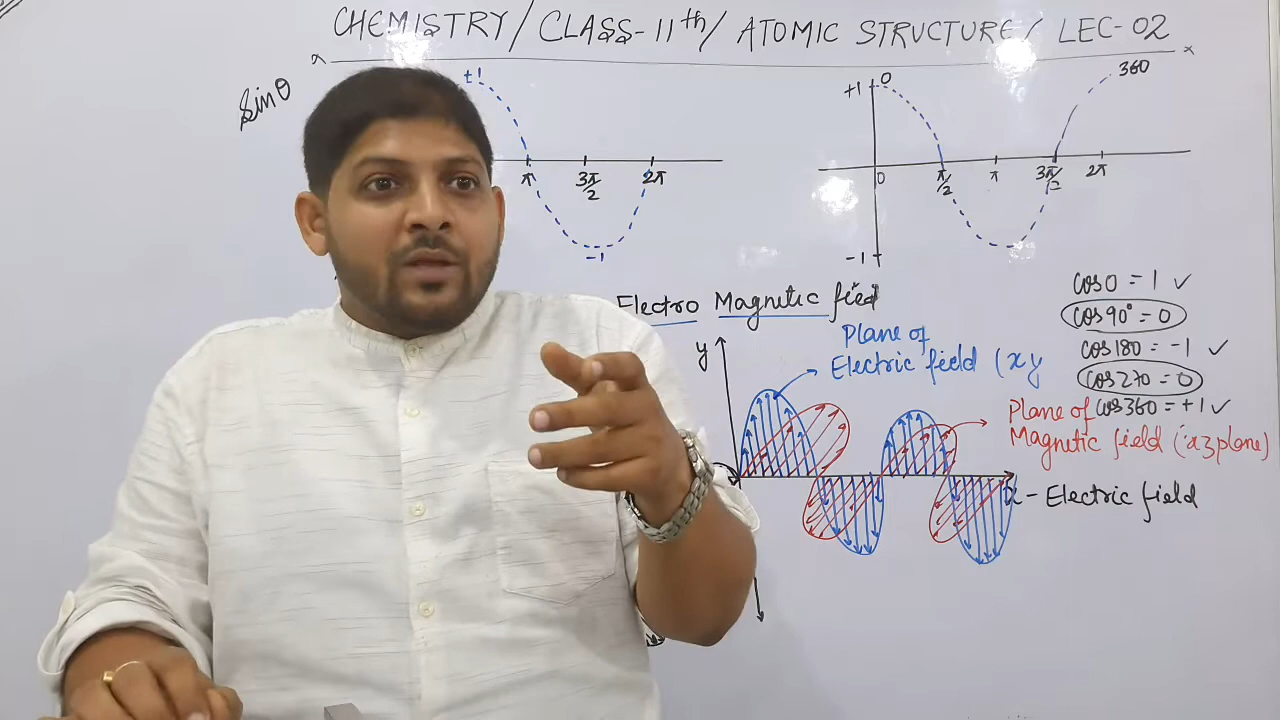 CHEMISTRY/CLASS-11th/ ATOMIC STRUCTURE/ LEC-02
sinθ
+1
π
3π/2
2π
-1
+1
0
360
0
π/2
π
3π/2
2π
-1
cos0 = 1 ✓
cos90° = 0
cos180 = -1 ✓
cos270 = 0
cos360 = +1 ✓
Electro Magnetic field
y
Plane of
Electric field (xy
Plane of
Magnetic field (xz plane)
x - Electric field